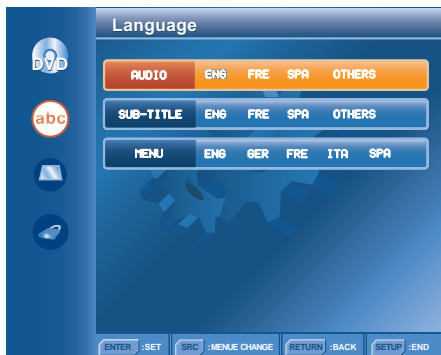 Language
DVD
AUDIO ENG FRE SPA OTHERS
abc
SUB-TITLE ENG FRE SPA OTHERS
MENU ENG GER FRE ITA SPA
ENTER :SET SRC :MENUE CHANGE RETURN :BACK SETUP :END